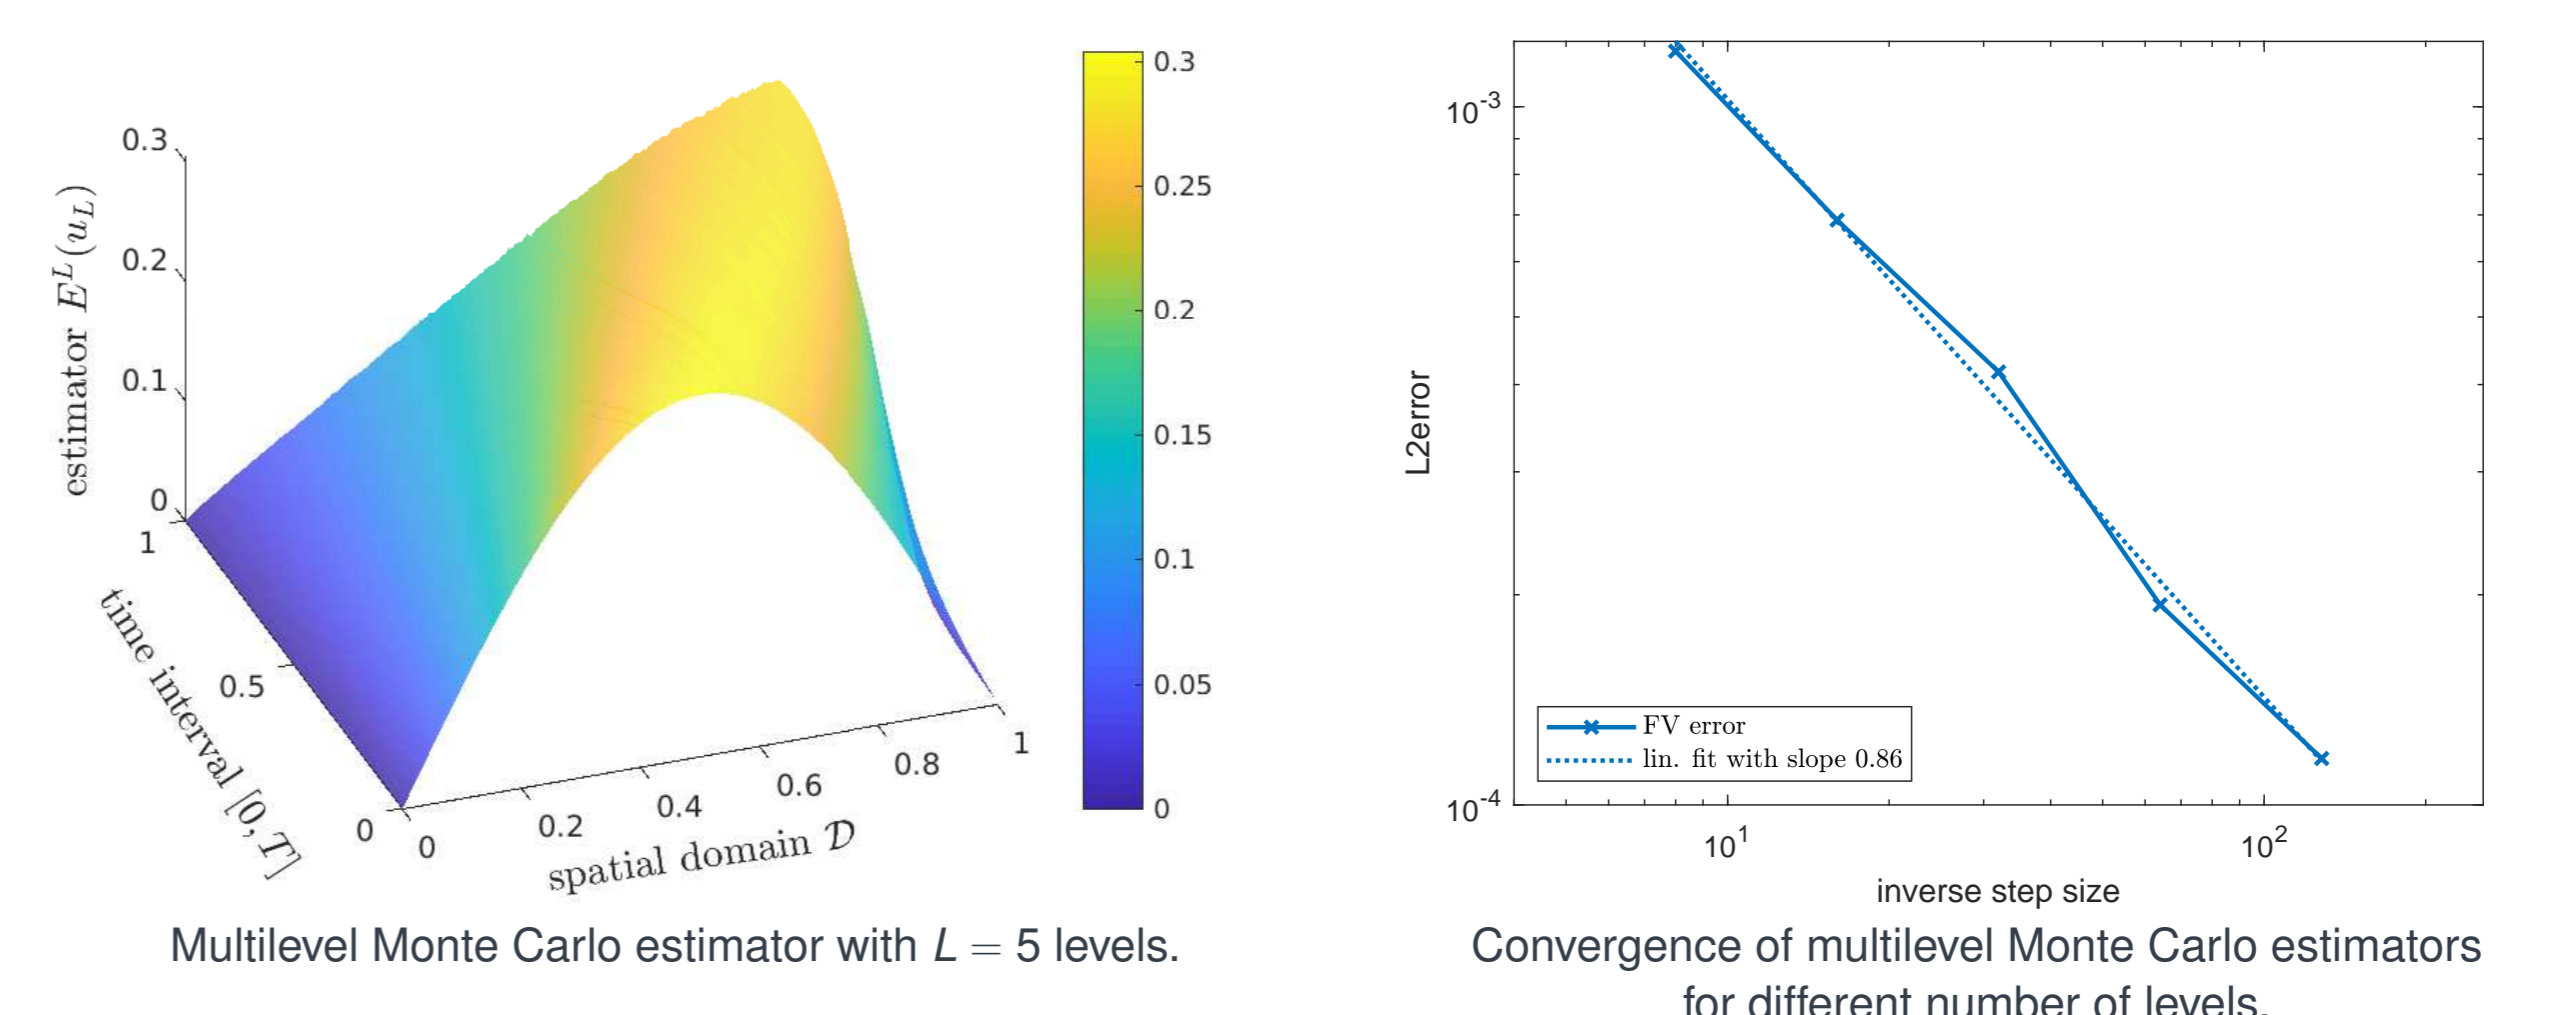 estimator E^L(u_L)
0.3
0.2
0.1
0
1
0.5
0
time interval [0, T]
0
0.2
0.4
0.6
0.8
1
spatial domain 𝒟
0.3
0.25
0.2
0.15
0.1
0.05
0
Multilevel Monte Carlo estimator with L = 5 levels.
L2error
10^-3
10^-4
FV error
lin. fit with slope 0.86
10^1
10^2
inverse step size
Convergence of multilevel Monte Carlo estimators
for different number of levels.